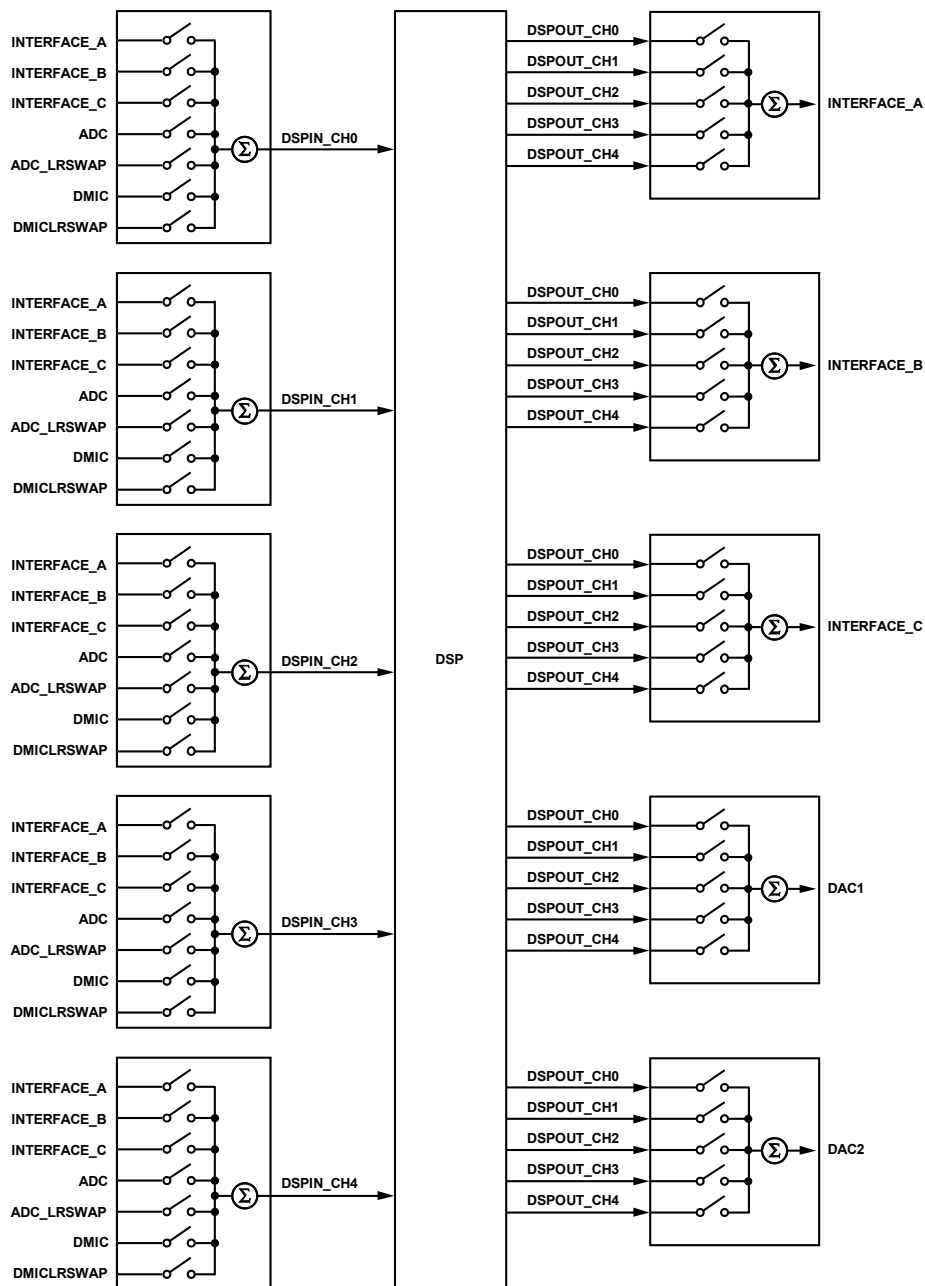 INTERFACE_A
INTERFACE_B
INTERFACE_C
ADC
ADC_LRSWAP
DMIC
DMICLRSWAP
Σ
DSPIN_CH0
INTERFACE_A
INTERFACE_B
INTERFACE_C
ADC
ADC_LRSWAP
DMIC
DMICLRSWAP
Σ
DSPIN_CH1
INTERFACE_A
INTERFACE_B
INTERFACE_C
ADC
ADC_LRSWAP
DMIC
DMICLRSWAP
Σ
DSPIN_CH2
INTERFACE_A
INTERFACE_B
INTERFACE_C
ADC
ADC_LRSWAP
DMIC
DMICLRSWAP
Σ
DSPIN_CH3
INTERFACE_A
INTERFACE_B
INTERFACE_C
ADC
ADC_LRSWAP
DMIC
DMICLRSWAP
Σ
DSPIN_CH4
DSP
DSPOUT_CH0
DSPOUT_CH1
DSPOUT_CH2
DSPOUT_CH3
DSPOUT_CH4
Σ
INTERFACE_A
DSPOUT_CH0
DSPOUT_CH1
DSPOUT_CH2
DSPOUT_CH3
DSPOUT_CH4
Σ
INTERFACE_B
DSPOUT_CH0
DSPOUT_CH1
DSPOUT_CH2
DSPOUT_CH3
DSPOUT_CH4
Σ
INTERFACE_C
DSPOUT_CH0
DSPOUT_CH1
DSPOUT_CH2
DSPOUT_CH3
DSPOUT_CH4
Σ
DAC1
DSPOUT_CH0
DSPOUT_CH1
DSPOUT_CH2
DSPOUT_CH3
DSPOUT_CH4
Σ
DAC2